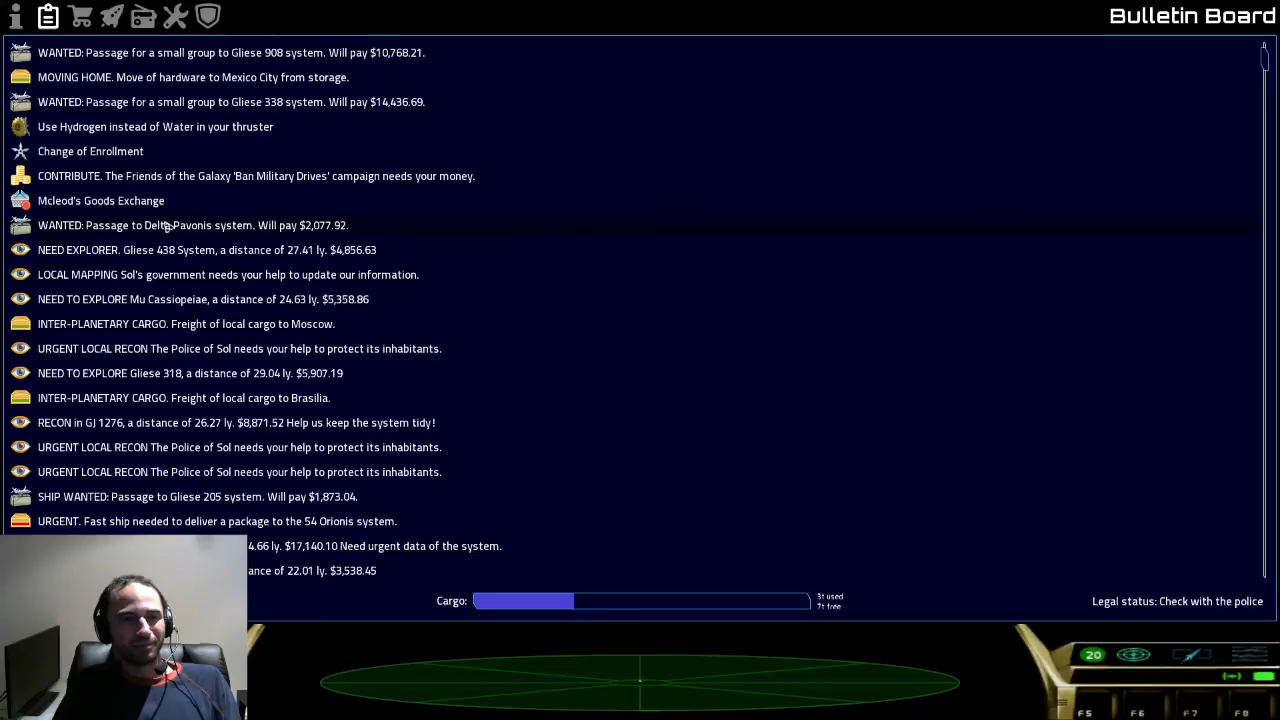 Bulletin Board
WANTED: Passage for a small group to Gliese 908 system. Will pay $10,768.21.
MOVING HOME. Move of hardware to Mexico City from storage.
WANTED: Passage for a small group to Gliese 338 system. Will pay $14,436.69.
Use Hydrogen instead of Water in your thruster
Change of Enrollment
CONTRIBUTE. The Friends of the Galaxy 'Ban Military Drives' campaign needs your money.
Mcleod's Goods Exchange
WANTED: Passage to Delta Pavonis system. Will pay $2,077.92.
NEED EXPLORER. Gliese 438 System, a distance of 27.41 ly. $4,856.63
LOCAL MAPPING Sol's government needs your help to update our information.
NEED TO EXPLORE Mu Cassiopeiae, a distance of 24.63 ly. $5,358.86
INTER-PLANETARY CARGO. Freight of local cargo to Moscow.
URGENT LOCAL RECON The Police of Sol needs your help to protect its inhabitants.
NEED TO EXPLORE Gliese 318, a distance of 29.04 ly. $5,907.19
INTER-PLANETARY CARGO. Freight of local cargo to Brasilia.
RECON in GJ 1276, a distance of 26.27 ly. $8,871.52 Help us keep the system tidy!
URGENT LOCAL RECON The Police of Sol needs your help to protect its inhabitants.
URGENT LOCAL RECON The Police of Sol needs your help to protect its inhabitants.
SHIP WANTED: Passage to Gliese 205 system. Will pay $1,873.04.
URGENT. Fast ship needed to deliver a package to the 54 Orionis system.
4.66 ly. $17,140.10 Need urgent data of the system.
ance of 22.01 ly. $3,538.45
Cargo:
3t used
7t free
Legal status: Check with the police
20
F5 F6 F7 F8